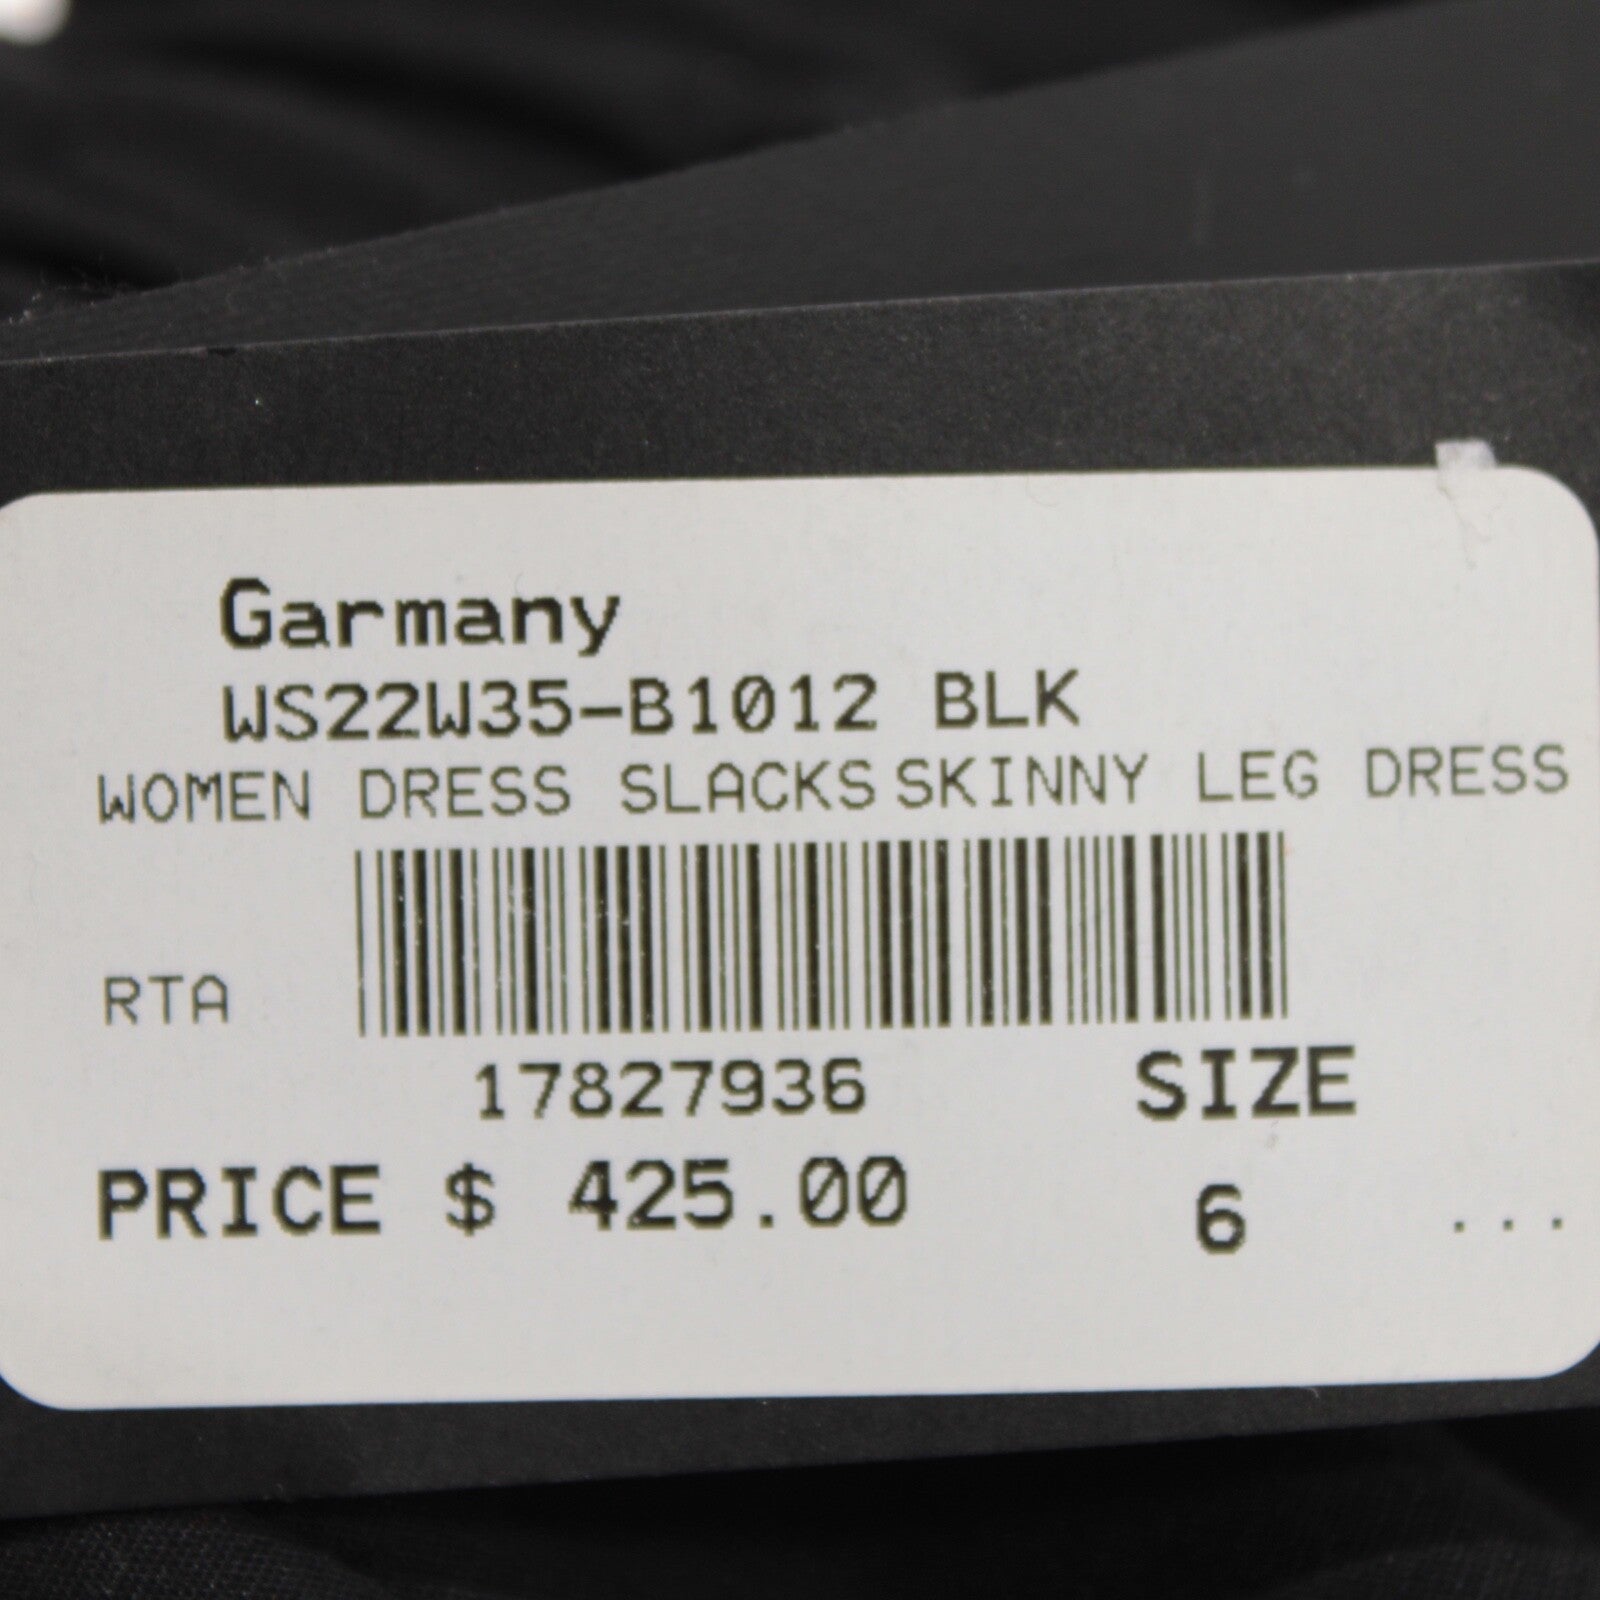 Garmany
WS22W35-B1012 BLK
WOMEN DRESS SLACKS SKINNY LEG DRESS
RTA
17827936 SIZE
PRICE $ 425.00 6 ...